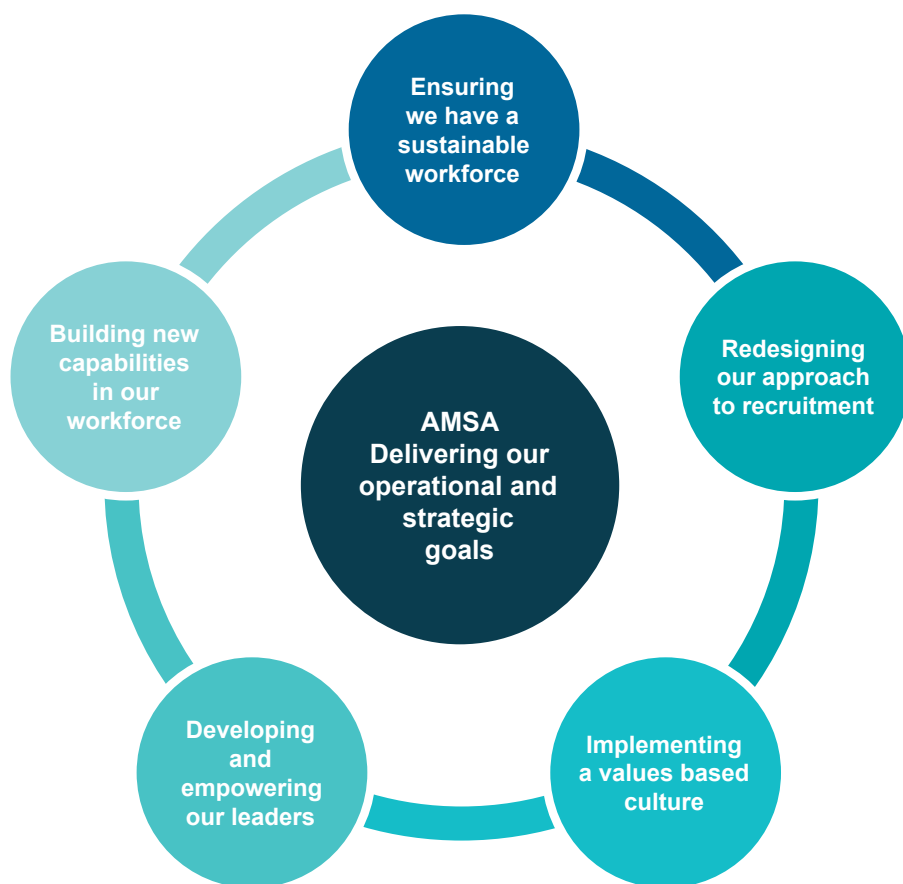 Ensuring
we have a
sustainable
workforce
Redesigning
our approach
to recruitment
Implementing
a values based
culture
Developing
and
empowering
our leaders
Building new
capabilities
in our
workforce
AMSA
Delivering our
operational and
strategic
goals